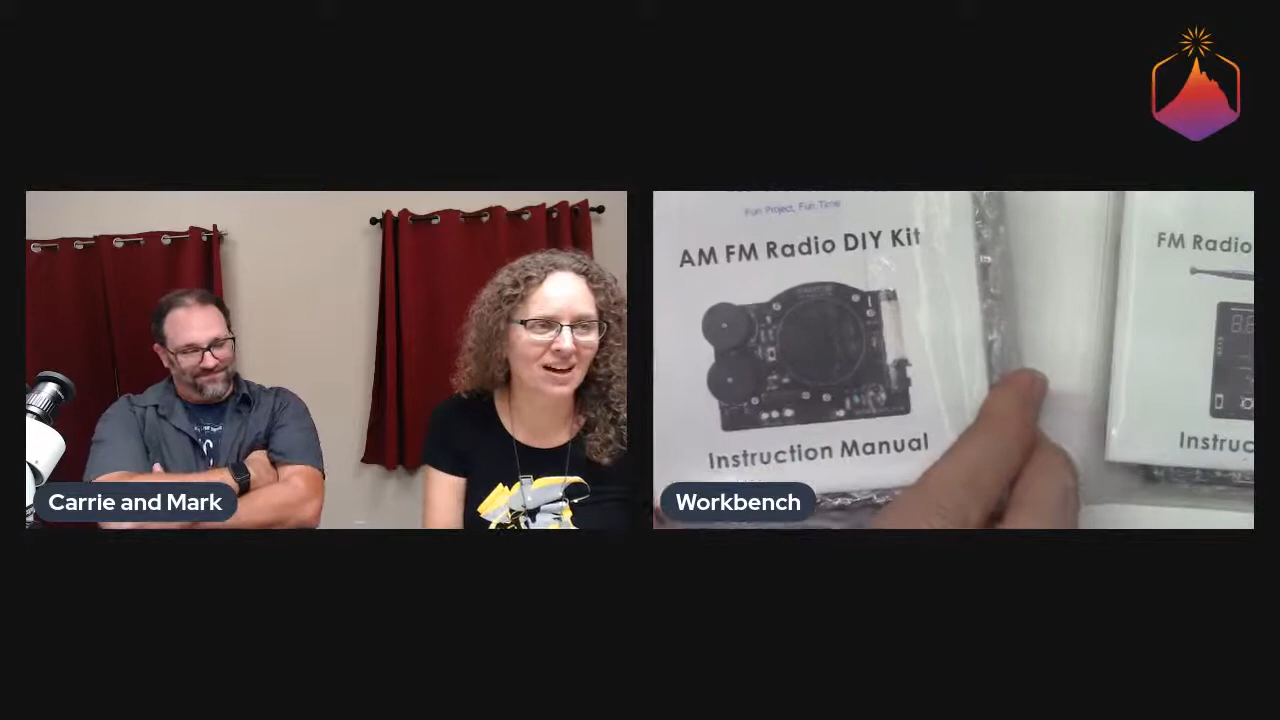 Carrie and Mark
Fun Project, Fun Time
AM FM Radio DIY Kit
Instruction Manual
Workbench
FM Radio
Instruc